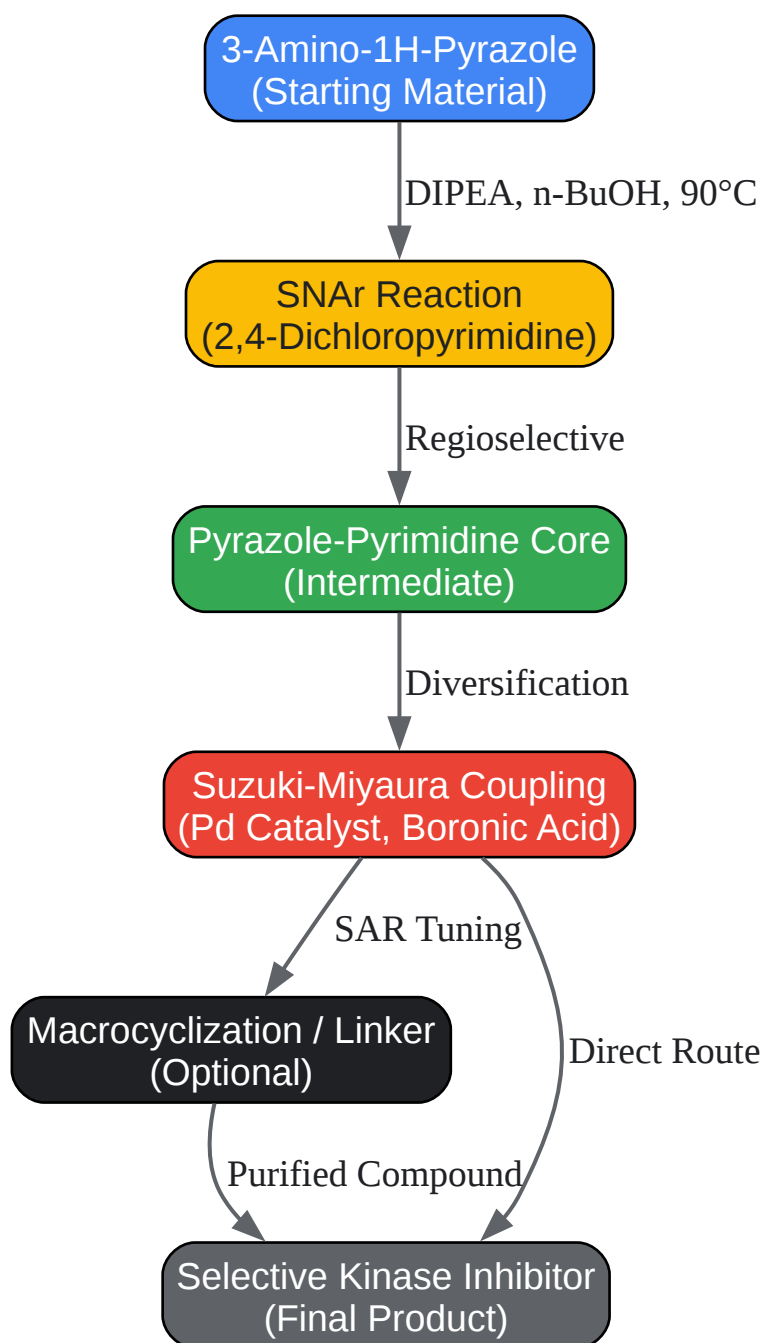 3-Amino-1H-Pyrazole
(Starting Material)
DIPEA, n-BuOH, 90°C
SNAr Reaction
(2,4-Dichloropyrimidine)
Regioselective
Pyrazole-Pyrimidine Core
(Intermediate)
Diversification
Suzuki-Miyaura Coupling
(Pd Catalyst, Boronic Acid)
SAR Tuning
Macrocyclization / Linker
(Optional)
Direct Route
Purified Compound
Selective Kinase Inhibitor
(Final Product)